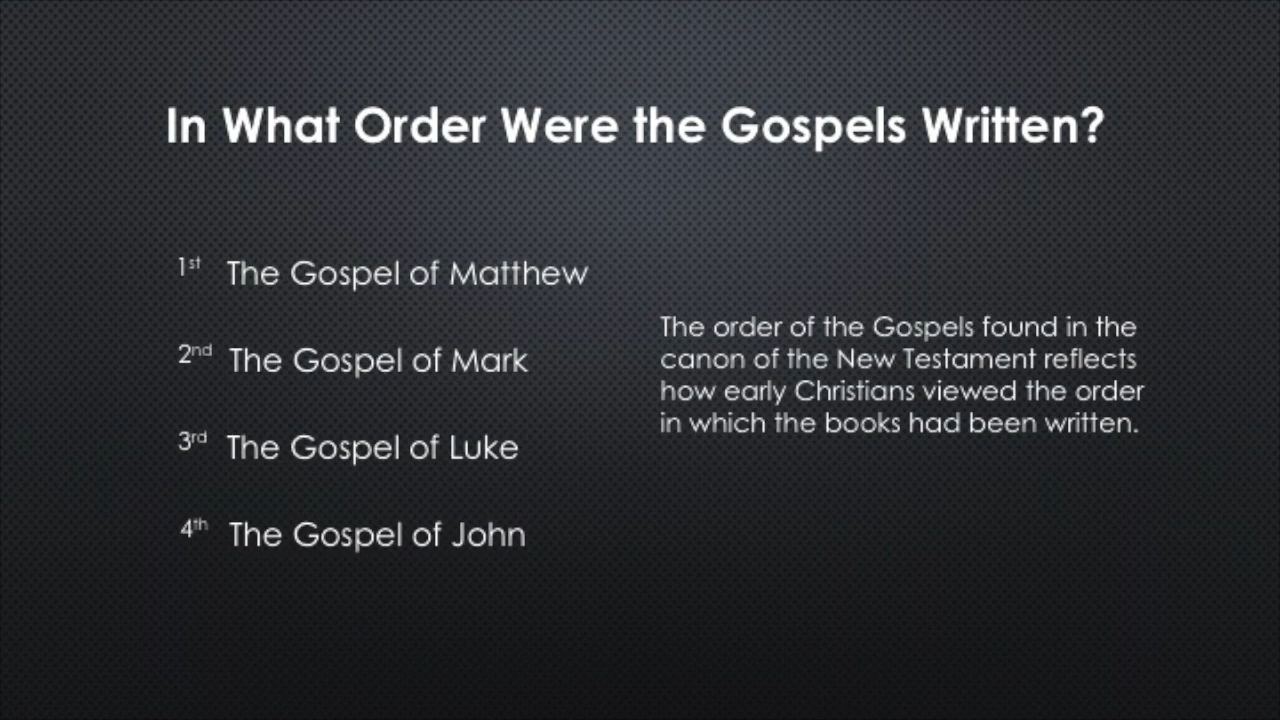 In What Order Were the Gospels Written?
1st The Gospel of Matthew
2nd The Gospel of Mark
3rd The Gospel of Luke
4th The Gospel of John
The order of the Gospels found in the
canon of the New Testament reflects
how early Christians viewed the order
in which the books had been written.